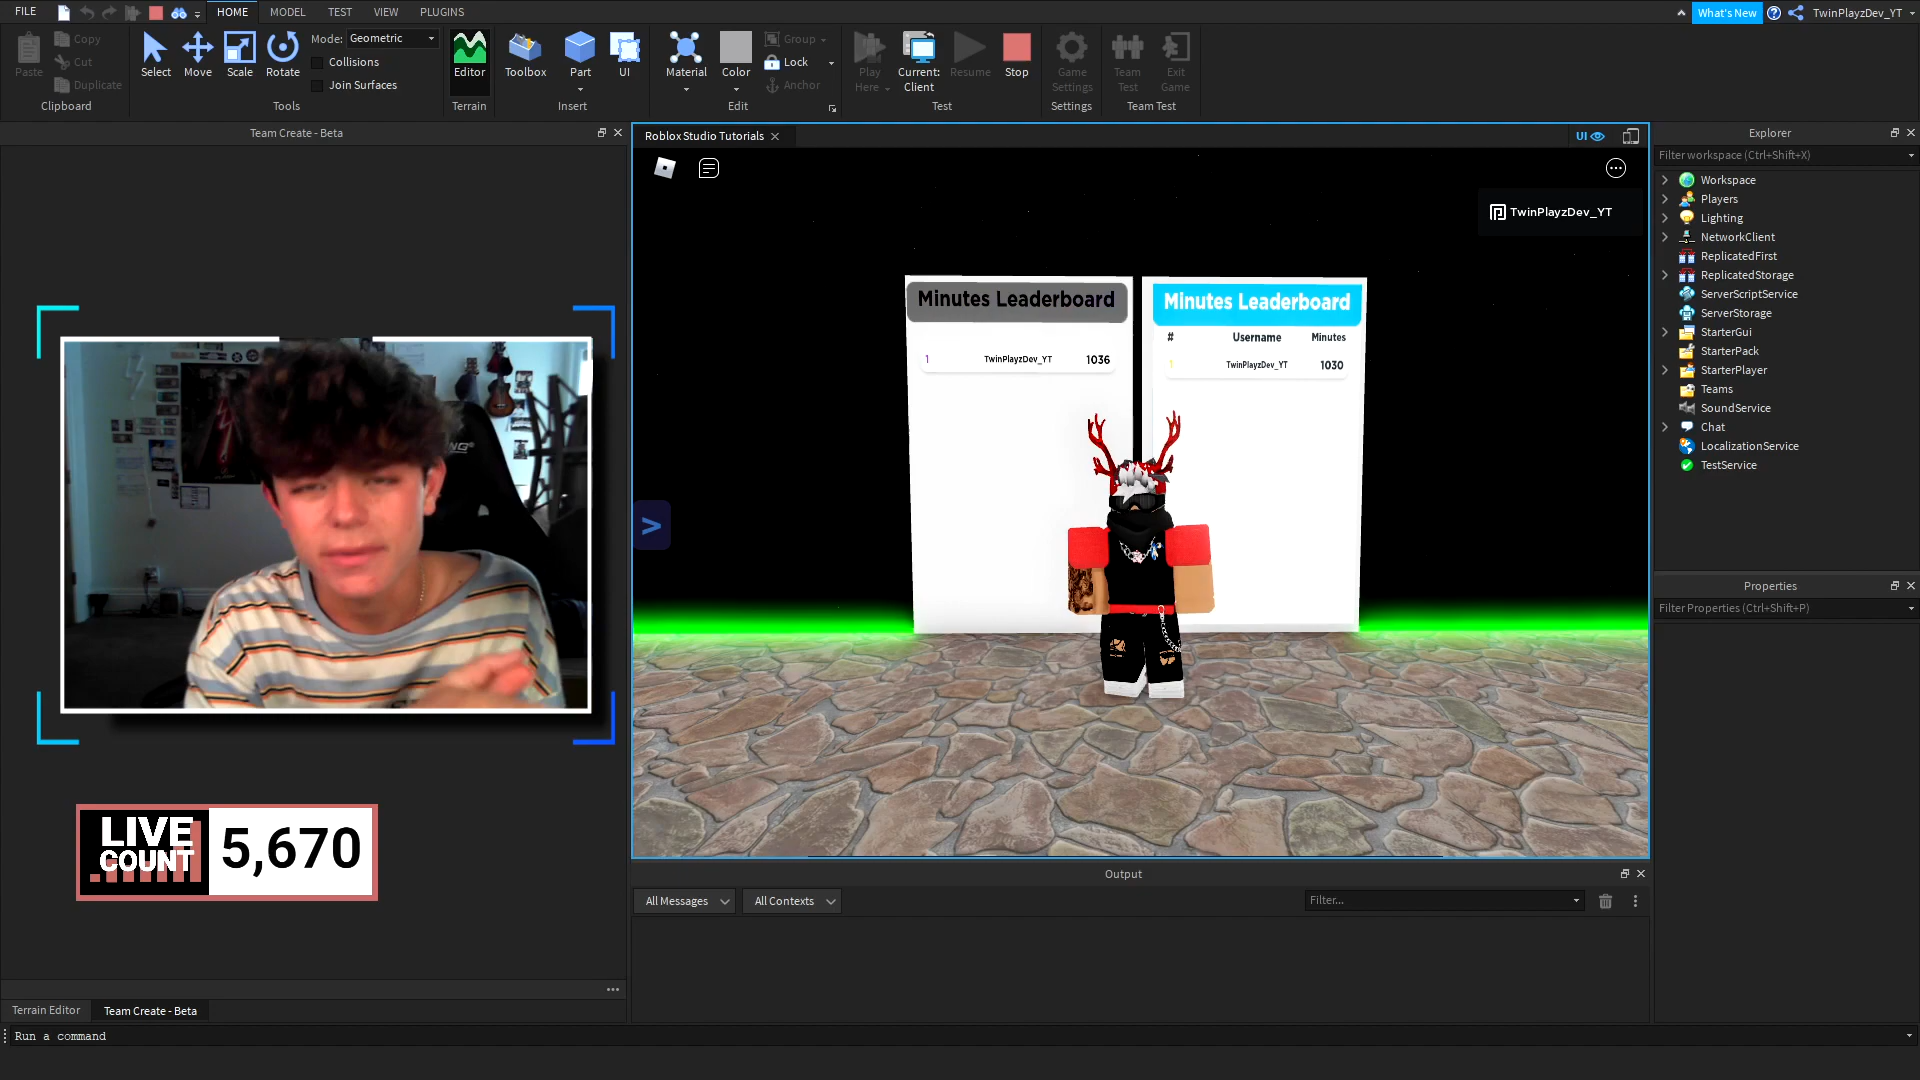 FILE
HOME
MODEL
TEST
VIEW
PLUGINS
What's New
TwinPlayzDev_YT
Paste
Copy
Cut
Duplicate
Clipboard
Select
Move
Scale
Rotate
Mode: Geometric
Collisions
Join Surfaces
Tools
Editor
Terrain
Toolbox
Part
UI
Insert
Material
Color
Group
Lock
Anchor
Edit
Play
Here
Current:
Client
Resume
Stop
Test
Game
Settings
Settings
Team
Test
Exit
Game
Team Test
Team Create - Beta
LIVE
COUNT
5,670
Terrain Editor
Team Create - Beta
Run a command
Roblox Studio Tutorials
UI
TwinPlayzDev_YT
Minutes Leaderboard
1 TwinPlayzDev_YT 1036
Minutes Leaderboard
# Username Minutes
1 TwinPlayzDev_YT 1030
>
Output
All Messages
All Contexts
Filter...
Explorer
Filter workspace (Ctrl+Shift+X)
Workspace
Players
Lighting
NetworkClient
ReplicatedFirst
ReplicatedStorage
ServerScriptService
ServerStorage
StarterGui
StarterPack
StarterPlayer
Teams
SoundService
Chat
LocalizationService
TestService
Properties
Filter Properties (Ctrl+Shift+P)